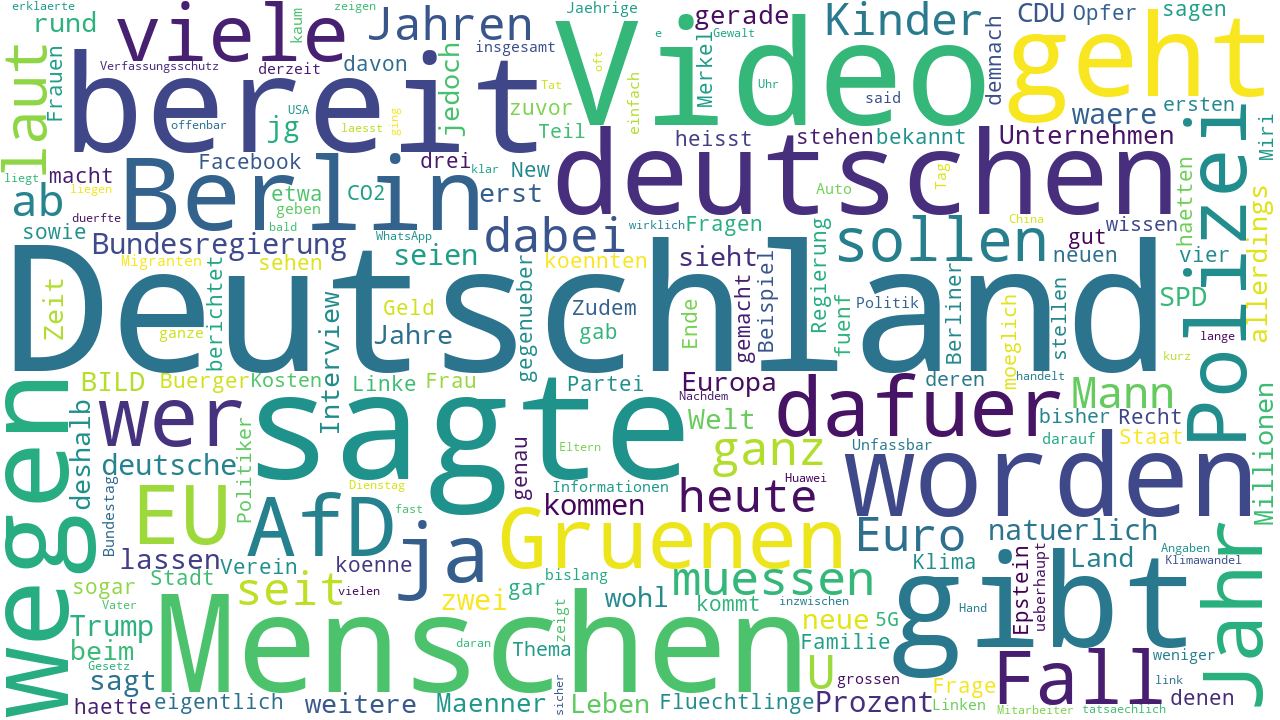 erklaerte
zeigen
Jaehrige
gerade
Kinder
CDU
Opfer
sagen
rund
viele
kaum
Jahren
Video
e
Gewalt
geht
laut
Frauen
bereit
Verfassungsschutz
derzeit
davon
insgesamt
jedoch
oft
einfach
Merkel
Uhr
said
demnach
waere
ersten
offenbar
USA
jg
laesst
ging
zuvor
Tat
Teil
heisst
stehen
bekannt
Unternehmen
Polizei
Miri
liegt
macht
liegen
Berlin
Facebook
drei
klar
New
deutschen
Auto
Tag
haetten
ab
duerfte
etwa
geben
CO2
erst
sowie
bald
WhatsApp
dabei
wirklich
Fragen
sollen
China
gut
wissen
Bundesregierung
Migranten
sehen
seien
gegenueber
koennten
sieht
Beispiel
Regierung
neuen
vier
allerdings
Deutschland
Zeit
berichtet
ganze
Interview
Geld
Jahre
Zudem
gab
Ende
gemacht
Politik
fuenf
Berliner
moeglich
stellen
SPD
lange
kurz
wegen
BILD
Buerger
Kosten
Linke
Frau
Partei
Europa
Nachdem
deren
handelt
Mann
deshalb
wer
sagte
Welt
dafuer
bisher
Recht
darauf
Staat
Millionen
deutsche
Politiker
genau
Eltern
ganz
Unfassbar
worden
Bundestag
EU
Dienstag
AfD
fast
Informationen
kommen
heute
Huawei
Gruenen
Euro
natuerlich
Jahr
lassen
Verein
koenne
ja
bislang
Klima
Land
Angaben
Klimawandel
sogar
Stadt
seit
vielen
zwei
gar
wohl
muessen
kommt
inzwischen
neue
5G
gibt
Hand
Epstein
ueberhaupt
Vater
Trump
beim
Gesetz
Menschen
daran
Thema
zeigt
Familie
weniger
sagt
U
grossen
Frage
Fall
link
haette
eigentlich
weitere
Maenner
sicher
Leben
Fluechtlinge
Prozent
Linken
Mitarbeiter
tatsaechlich
denen